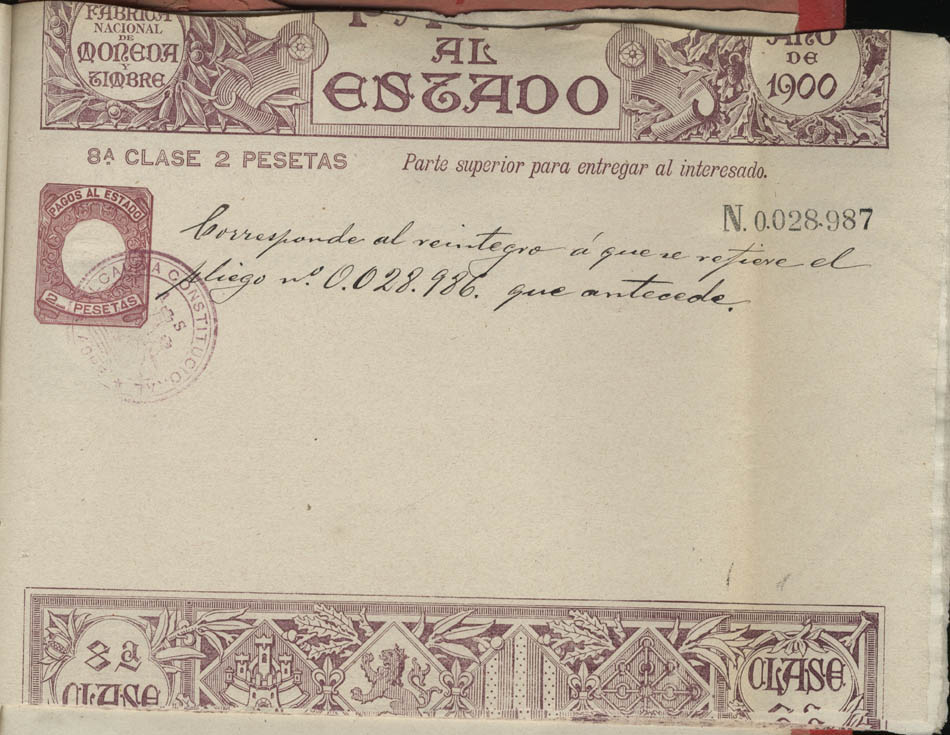 FABRICA
NACIONAL
DE
MONEDA
Y
TIMBRE
AL
ESTADO
AÑO
DE
1900
8ª CLASE 2 PESETAS
Parte superior para entregar al interesado.
PAGOS AL ESTADO
2 PESETAS
N. 0.028.987
Corresponde al reintegro á que se refiere el
pliego nº 0.028.986. que antecede.
CONSTITUCIONAL
8ª
CLASE
CLASE